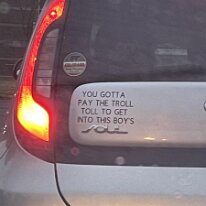 YOU GOTTA
PAY THE TROLL
TOLL TO GET
INTO THIS BOY'S
SOUL